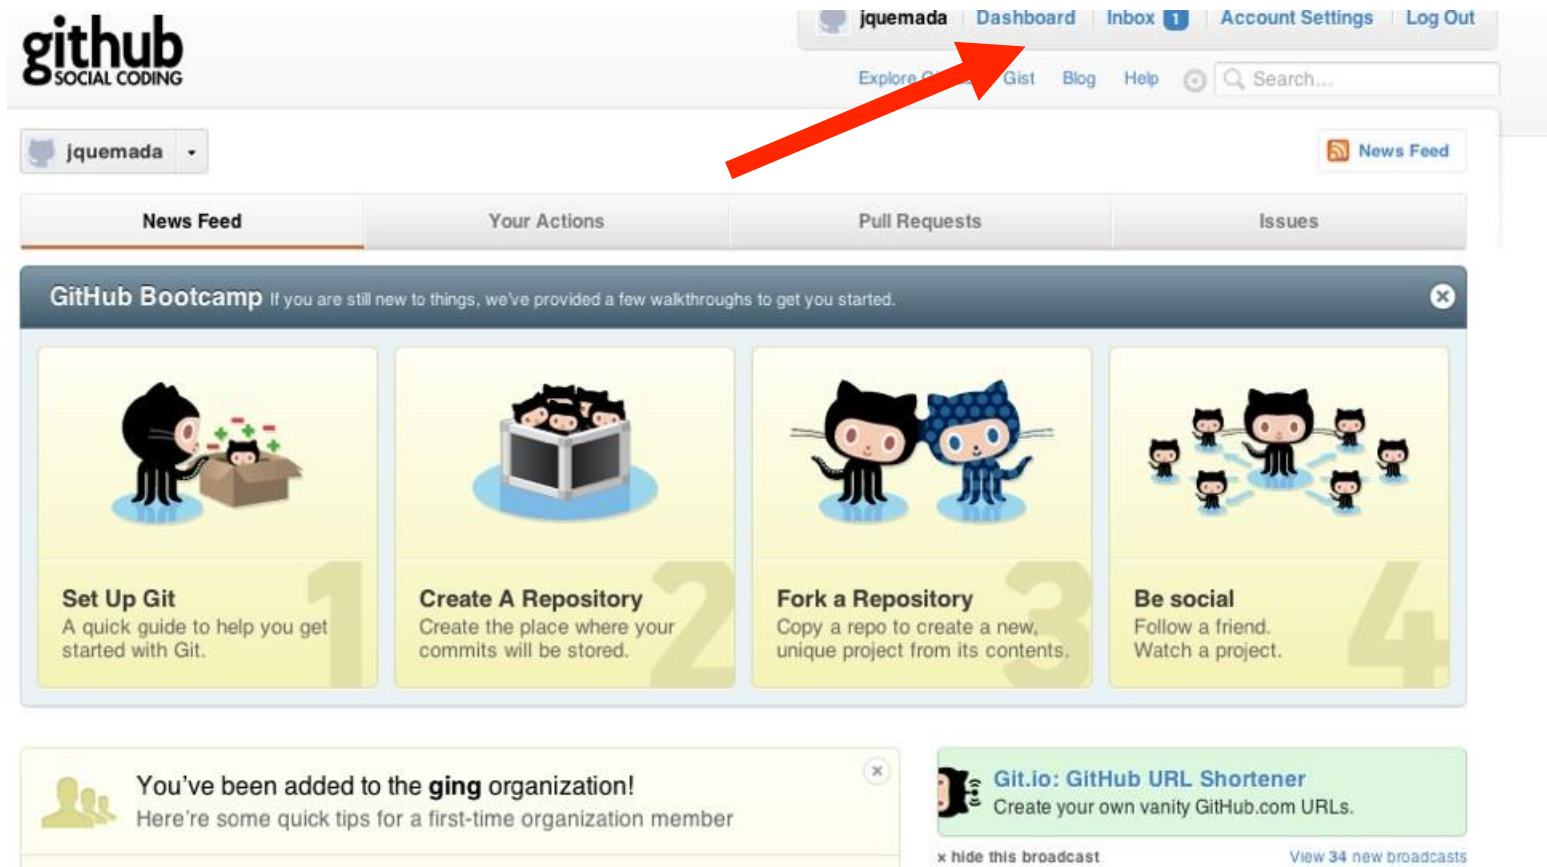 github
SOCIAL CODING
jquemada Dashboard Inbox 1 Account Settings Log Out
Explore Gist Blog Help Search...
jquemada
News Feed
News Feed Your Actions Pull Requests Issues
GitHub Bootcamp If you are still new to things, we've provided a few walkthroughs to get you started.
1
Set Up Git
A quick guide to help you get
started with Git.
2
Create A Repository
Create the place where your
commits will be stored.
3
Fork a Repository
Copy a repo to create a new,
unique project from its contents.
4
Be social
Follow a friend.
Watch a project.
You've been added to the ging organization!
Here're some quick tips for a first-time organization member
Git.io: GitHub URL Shortener
Create your own vanity GitHub.com URLs.
× hide this broadcast View 34 new broadcasts